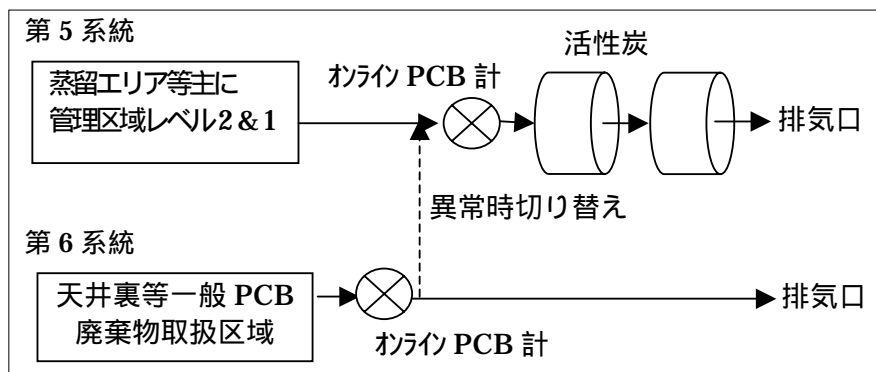 第5系統
蒸留エリア等主に
管理区域レベル2&1
オンライン PCB 計
活性炭
排気口
異常時切り替え
第6系統
天井裏等一般 PCB
廃棄物取扱区域
オンライン PCB 計
排気口